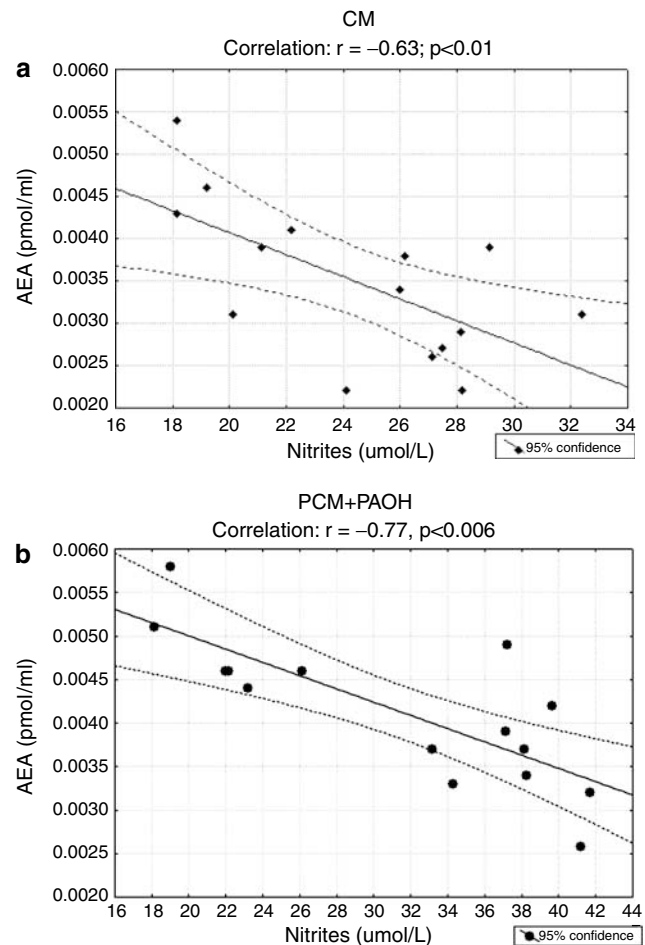 CM
Correlation: r = −0.63; p<0.01
a
0.0060
0.0055
0.0050
0.0045
0.0040
0.0035
0.0030
0.0025
0.0020
AEA (pmol/ml)
16 18 20 22 24 26 28 30 32 34
Nitrites (umol/L)
95% confidence
PCM+PAOH
Correlation: r = −0.77, p<0.006
b
0.0060
0.0055
0.0050
0.0045
0.0040
0.0035
0.0030
0.0025
0.0020
AEA (pmol/ml)
16 18 20 22 24 26 28 30 32 34 36 38 40 42 44
Nitrites (umol/L)
95% confidence